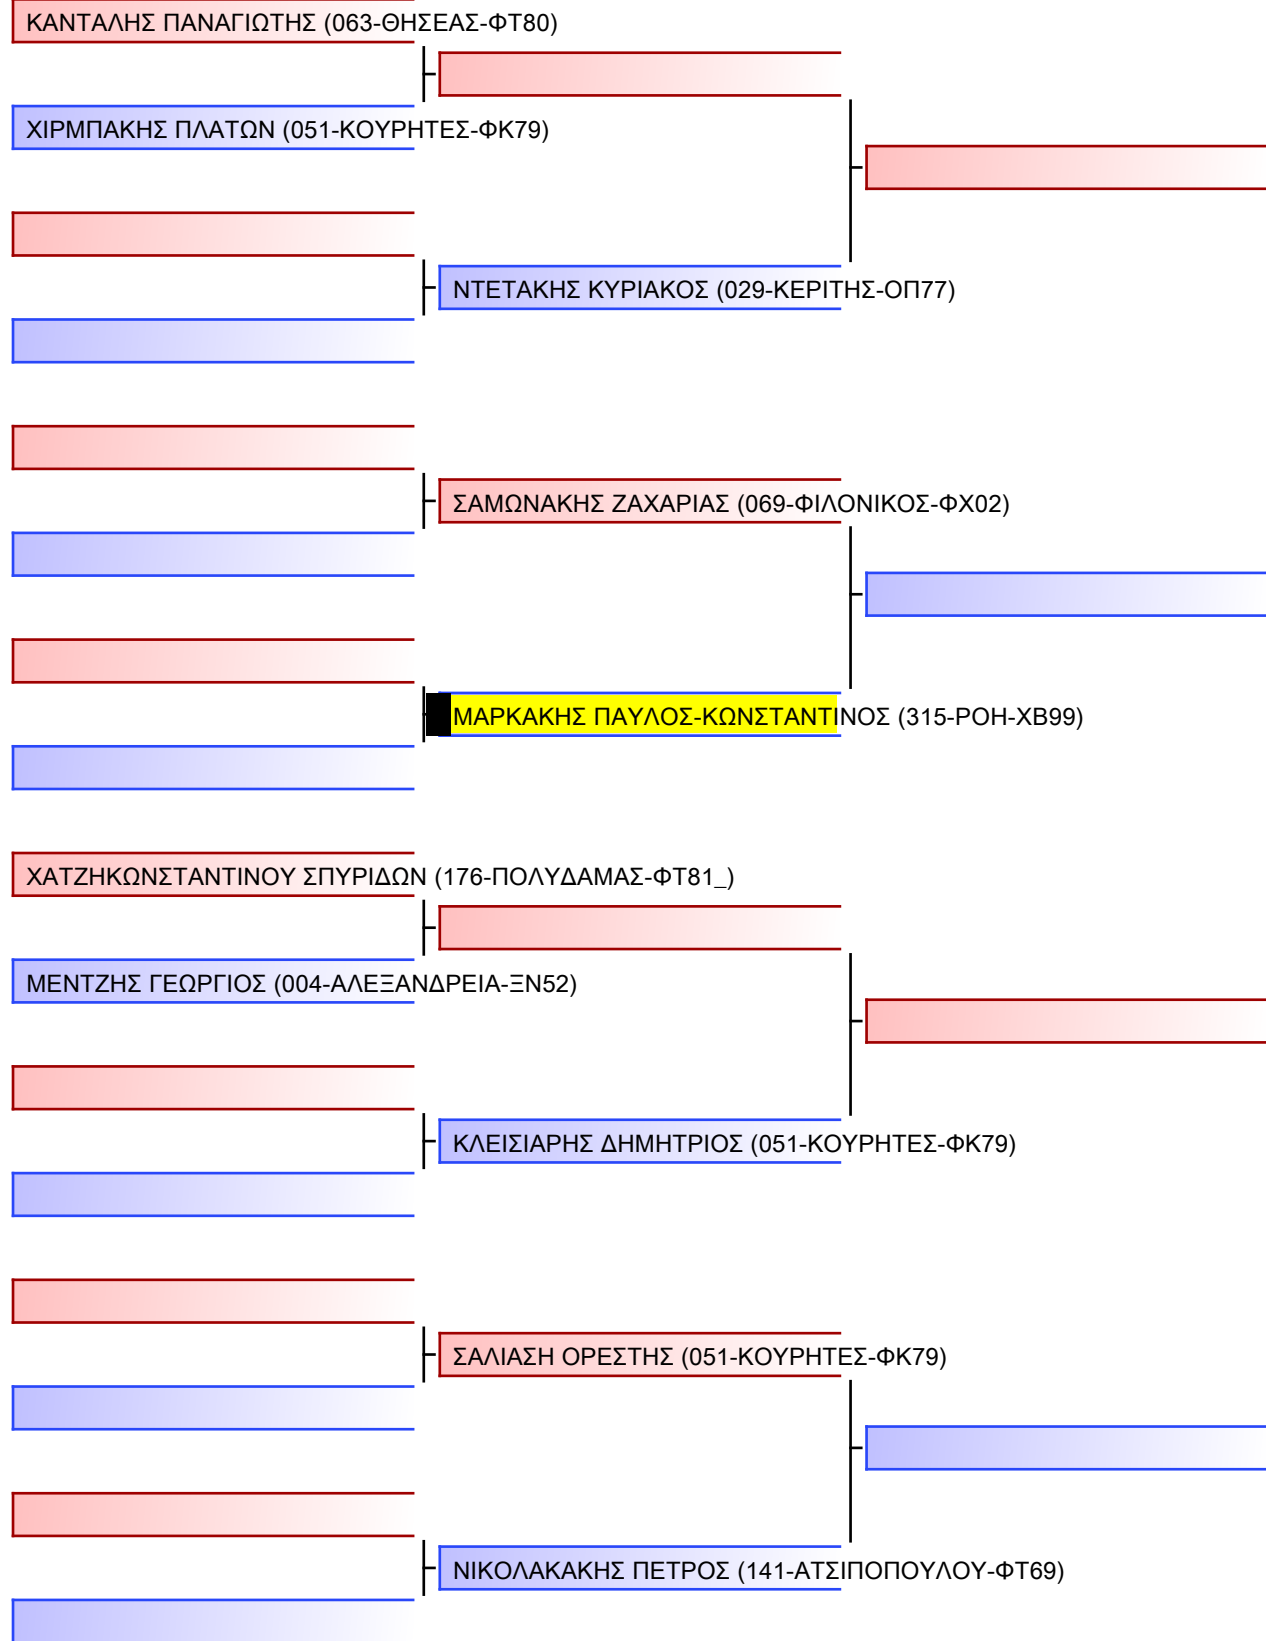 ΚΑΝΤΑΛΗΣ ΠΑΝΑΓΙΩΤΗΣ (063-ΘΗΣΕΑΣ-ΦΤ80)
ΧΙΡΜΠΑΚΗΣ ΠΛΑΤΩΝ (051-ΚΟΥΡΗΤΕΣ-ΦΚ79)
ΝΤΕΤΑΚΗΣ ΚΥΡΙΑΚΟΣ (029-ΚΕΡΙΤΗΣ-ΟΠ77)
ΣΑΜΩΝΑΚΗΣ ΖΑΧΑΡΙΑΣ (069-ΦΙΛΟΝΙΚΟΣ-ΦΧ02)
ΜΑΡΚΑΚΗΣ ΠΑΥΛΟΣ-ΚΩΝΣΤΑΝΤΙΝΟΣ (315-ΡΟΗ-ΧΒ99)
ΧΑΤΖΗΚΩΝΣΤΑΝΤΙΝΟΥ ΣΠΥΡΙΔΩΝ (176-ΠΟΛΥΔΑΜΑΣ-ΦΤ81_)
ΜΕΝΤΖΗΣ ΓΕΩΡΓΙΟΣ (004-ΑΛΕΞΑΝΔΡΕΙΑ-ΞΝ52)
ΚΛΕΙΣΙΑΡΗΣ ΔΗΜΗΤΡΙΟΣ (051-ΚΟΥΡΗΤΕΣ-ΦΚ79)
ΣΑΛΙΑΣΗ ΟΡΕΣΤΗΣ (051-ΚΟΥΡΗΤΕΣ-ΦΚ79)
ΝΙΚΟΛΑΚΑΚΗΣ ΠΕΤΡΟΣ (141-ΑΤΣΙΠΟΠΟΥΛΟΥ-ΦΤ69)